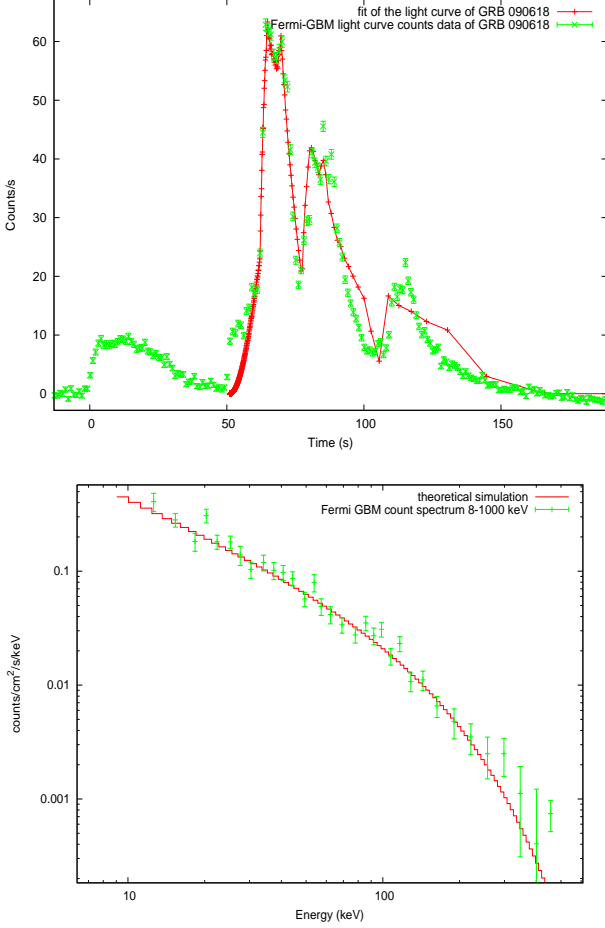 fit of the light curve of GRB 090618
Fermi-GBM light curve counts data of GRB 090618
60
50
40
30
20
10
0
Counts/s
0 50 100 150
Time (s)
theoretical simulation
Fermi GBM count spectrum 8-1000 keV
0.1
0.01
0.001
counts/cm²/s/keV
10 100
Energy (keV)